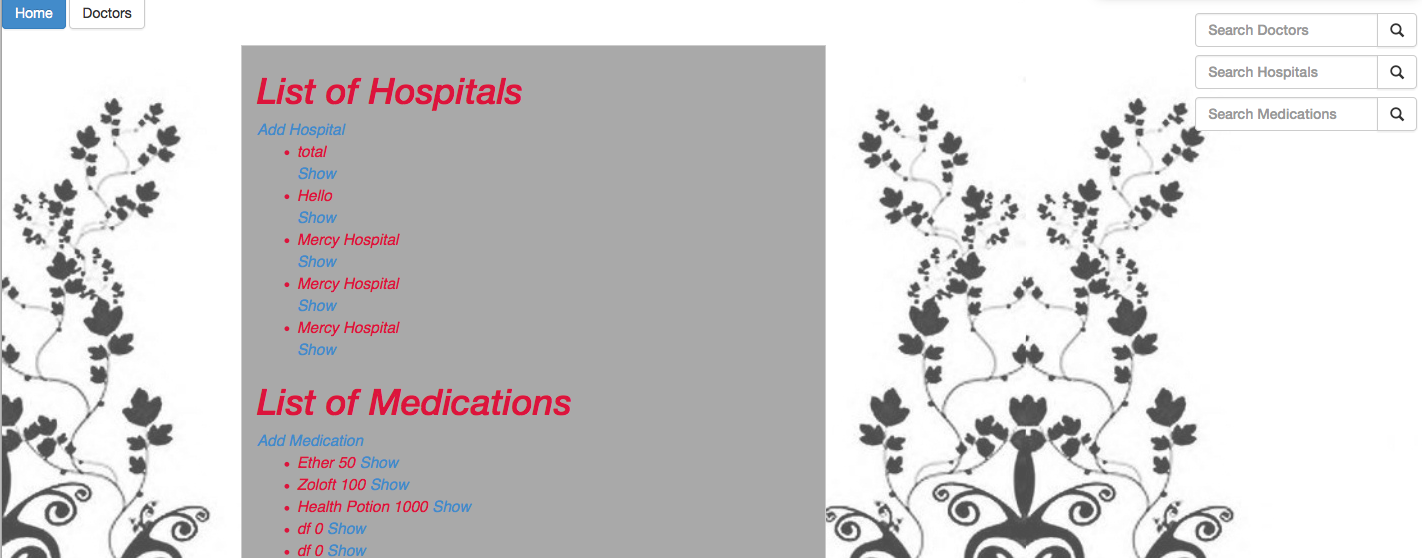 Home Doctors
Search Doctors
Search Hospitals
Search Medications
List of Hospitals
Add Hospital
total
Show
Hello
Show
Mercy Hospital
Show
Mercy Hospital
Show
Mercy Hospital
Show
List of Medications
Add Medication
Ether 50 Show
Zoloft 100 Show
Health Potion 1000 Show
df 0 Show
df 0 Show